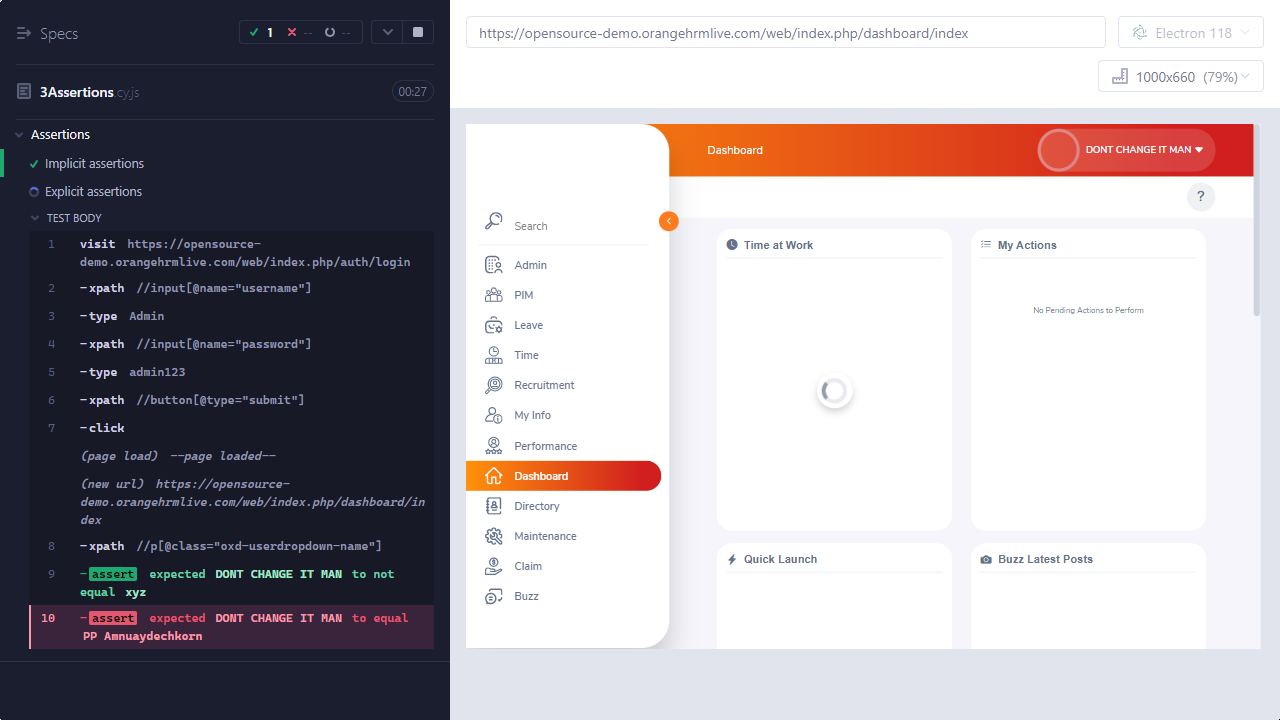 Specs
1 -- --
3Assertions cy.js 00:27
Assertions
Implicit assertions
Explicit assertions
TEST BODY
1 visit https://opensource-
demo.orangehrmlive.com/web/index.php/auth/login
2 -xpath //input[@name="username"]
3 -type Admin
4 -xpath //input[@name="password"]
5 -type admin123
6 -xpath //button[@type="submit"]
7 -click
(page load) --page loaded--
(new url) https://opensource-
demo.orangehrmlive.com/web/index.php/dashboard/in
dex
8 -xpath //p[@class="oxd-userdropdown-name"]
9 -assert expected DONT CHANGE IT MAN to not
equal xyz
10 -assert expected DONT CHANGE IT MAN to equal
PP Amnuaydechkorn
https://opensource-demo.orangehrmlive.com/web/index.php/dashboard/index
Electron 118
1000x660 (79%)
Dashboard
DONT CHANGE IT MAN
?
Search
Admin
PIM
Leave
Time
Recruitment
My Info
Performance
Dashboard
Directory
Maintenance
Claim
Buzz
Time at Work
My Actions
No Pending Actions to Perform
Quick Launch
Buzz Latest Posts